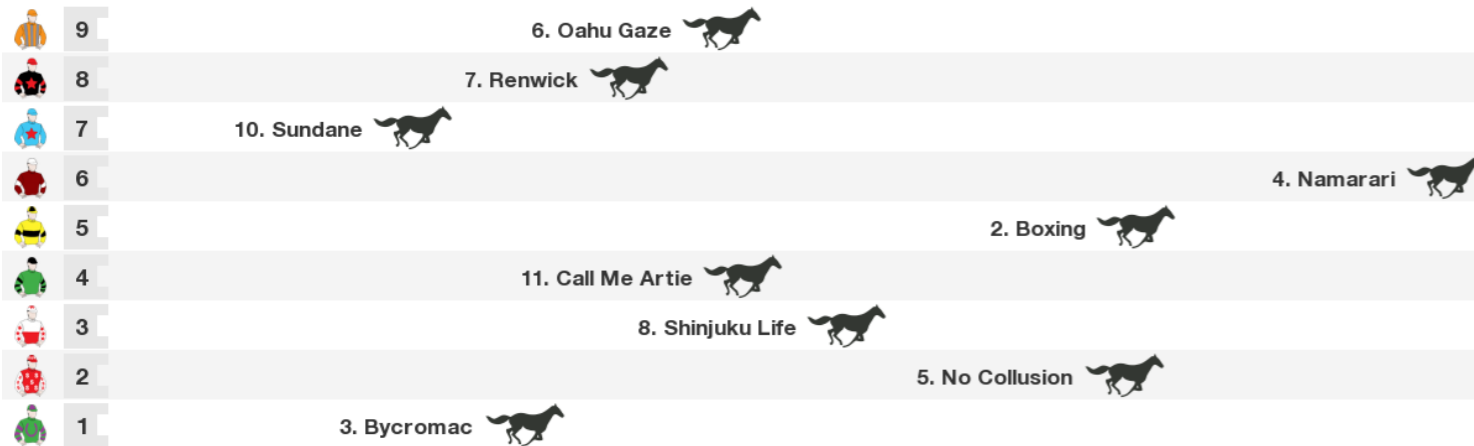 9 6. Oahu Gaze
8 7. Renwick
7 10. Sundane
6 4. Namarari
5 2. Boxing
4 11. Call Me Artie
3 8. Shinjuku Life
2 5. No Collusion
1 3. Bycromac